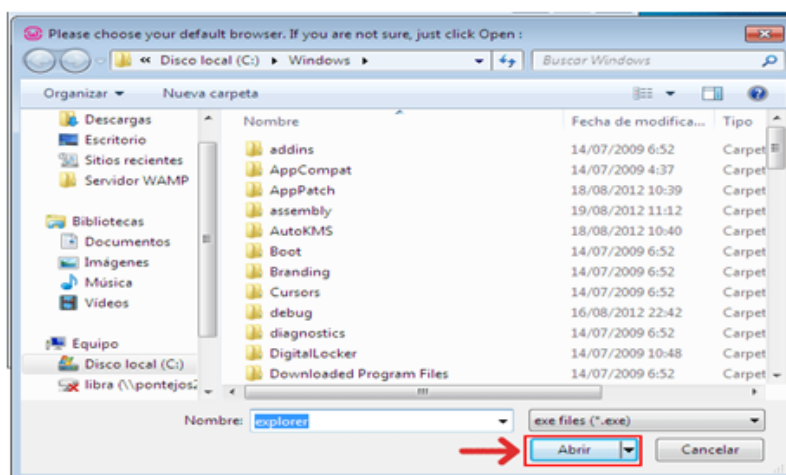 Please choose your default browser. If you are not sure, just click Open :
« Disco local (C:) ▸ Windows ▸ Buscar Windows
Organizar Nueva carpeta
Descargas
Escritorio
Sitios recientes
Servidor WAMP
Bibliotecas
Documentos
Imágenes
Música
Vídeos
Equipo
Disco local (C:)
libra (\\pontejos2
Nombre Fecha de modifica... Tipo
addins 14/07/2009 6:52 Carpet
AppCompat 14/07/2009 4:37 Carpet
AppPatch 18/08/2012 10:39 Carpet
assembly 19/08/2012 11:12 Carpet
AutoKMS 18/08/2012 10:40 Carpet
Boot 14/07/2009 6:52 Carpet
Branding 14/07/2009 6:52 Carpet
Cursors 14/07/2009 6:52 Carpet
debug 16/08/2012 22:42 Carpet
diagnostics 14/07/2009 6:52 Carpet
DigitalLocker 14/07/2009 10:48 Carpet
Downloaded Program Files 14/07/2009 6:52 Carpet
Nombre: explorer exe files (*.exe)
Abrir Cancelar